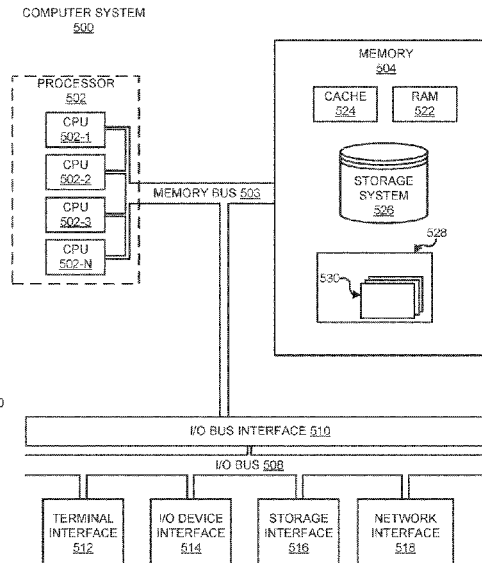 COMPUTER SYSTEM
500
PROCESSOR
502
CPU
502-1
CPU
502-2
CPU
502-3
CPU
502-N
MEMORY BUS 503
MEMORY
504
CACHE
524
RAM
522
STORAGE
SYSTEM
526
528
530
0
I/O BUS INTERFACE 510
I/O BUS 508
TERMINAL
INTERFACE
512
I/O DEVICE
INTERFACE
514
STORAGE
INTERFACE
516
NETWORK
INTERFACE
518